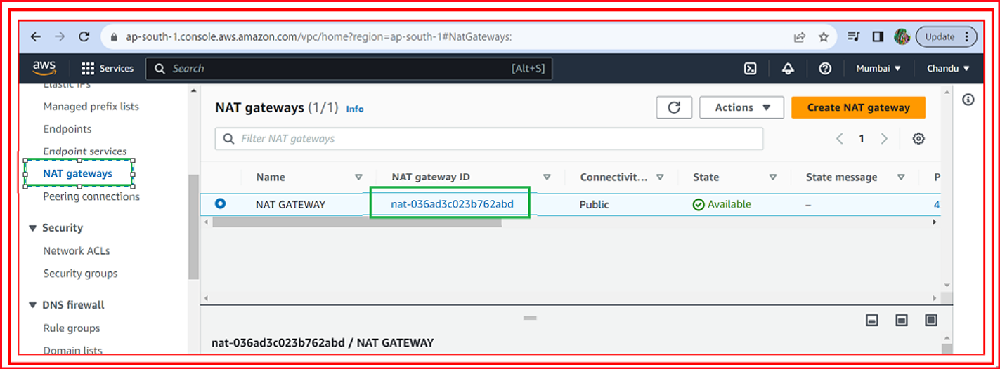 ap-south-1.console.aws.amazon.com/vpc/home?region=ap-south-1#NatGateways:
Update
aws Services Search [Alt+S] Mumbai Chandu
Elastic IPs
Managed prefix lists
Endpoints
Endpoint services
NAT gateways
Peering connections
Security
Network ACLs
Security groups
DNS firewall
Rule groups
Domain lists
NAT gateways (1/1) Info
Actions
Create NAT gateway
Filter NAT gateways
1
Name NAT gateway ID Connectivit... State State message P
NAT GATEWAY nat-036ad3c023b762abd Public Available – 4
nat-036ad3c023b762abd / NAT GATEWAY